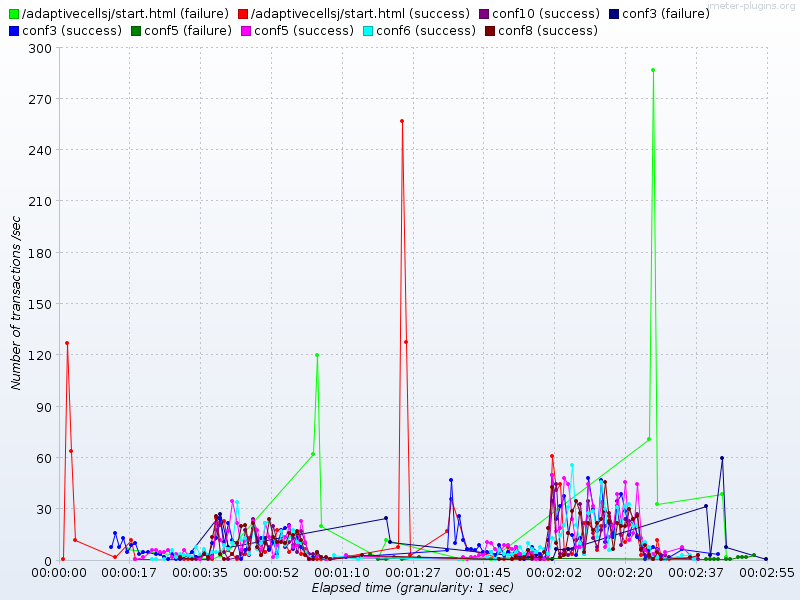 jmeter-plugins.org
/adaptivecellsj/start.html (failure) /adaptivecellsj/start.html (success) conf10 (success) conf3 (failure)
conf3 (success) conf5 (failure) conf5 (success) conf6 (success) conf8 (success)
300
270
240
210
180
150
120
90
60
30
0
Number of transactions /sec
00:00:00 00:00:17 00:00:35 00:00:52 00:01:10 00:01:27 00:01:45 00:02:02 00:02:20 00:02:37 00:02:55
Elapsed time (granularity: 1 sec)